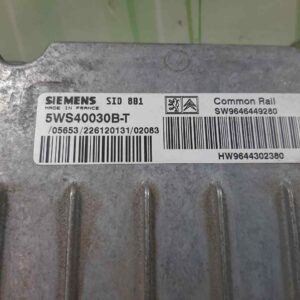 SIEMENS SID 801
MADE IN FRANCE
5WS40030B-T
/05653/226120131/02083
Common Rail
SW9646449280
HW9644302380